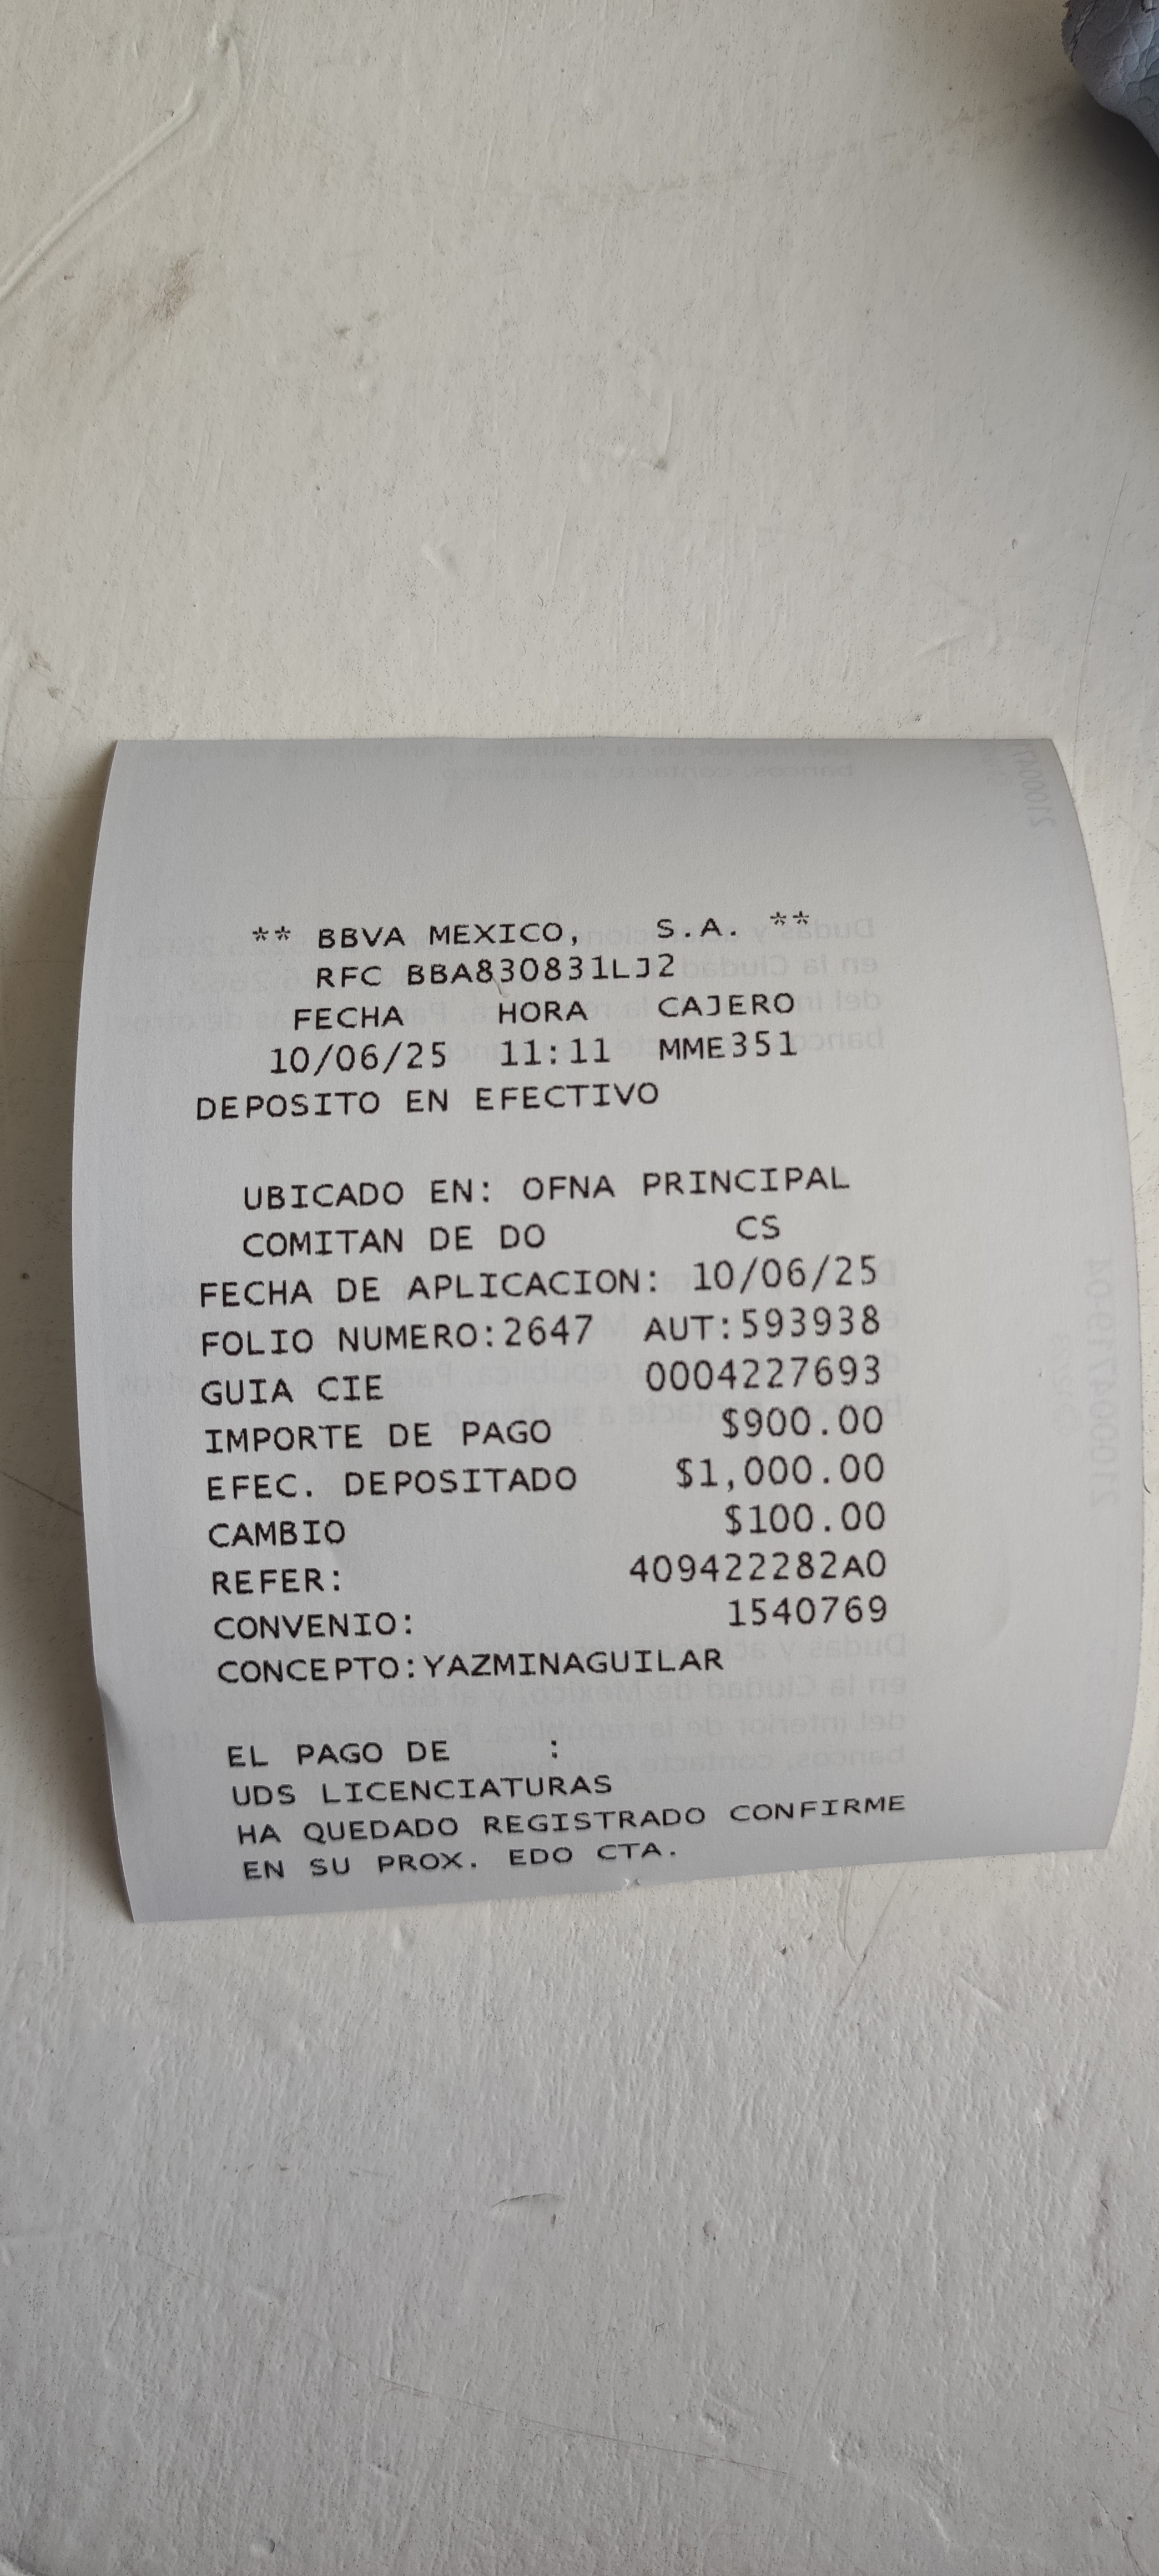 ** BBVA MEXICO, S.A. **
RFC BBA830831LJ2
FECHA HORA CAJERO
10/06/25 11:11 MME351
DEPOSITO EN EFECTIVO
UBICADO EN: OFNA PRINCIPAL
COMITAN DE DO CS
FECHA DE APLICACION: 10/06/25
FOLIO NUMERO:2647 AUT:593938
GUIA CIE 0004227693
IMPORTE DE PAGO $900.00
EFEC. DEPOSITADO $1,000.00
CAMBIO $100.00
REFER: 409422282A0
CONVENIO: 1540769
CONCEPTO:YAZMINAGUILAR
EL PAGO DE :
UDS LICENCIATURAS
HA QUEDADO REGISTRADO CONFIRME
EN SU PROX. EDO CTA.